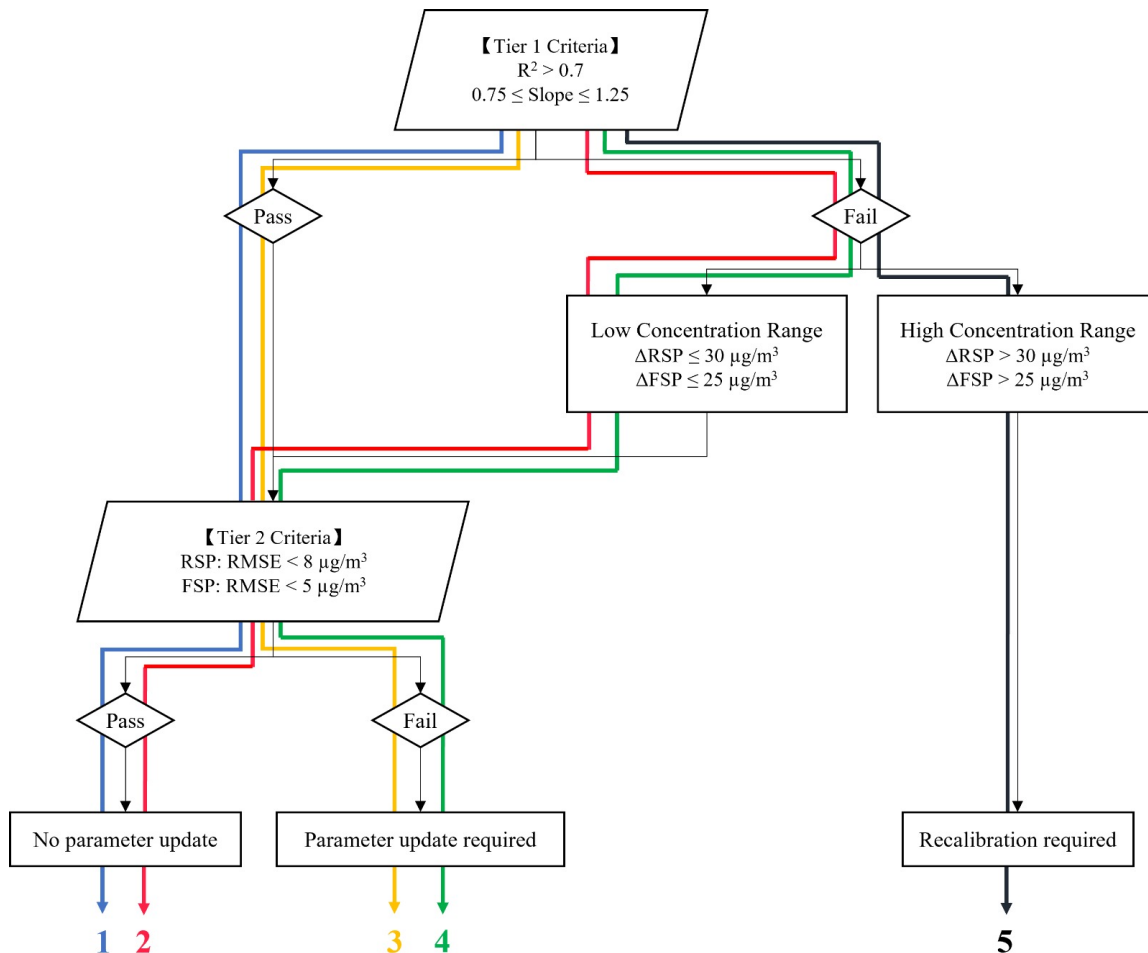 【Tier 1 Criteria】
R² > 0.7
0.75 ≤ Slope ≤ 1.25
Pass
Fail
Low Concentration Range
ΔRSP ≤ 30 µg/m³
ΔFSP ≤ 25 µg/m³
High Concentration Range
ΔRSP > 30 µg/m³
ΔFSP > 25 µg/m³
【Tier 2 Criteria】
RSP: RMSE < 8 µg/m³
FSP: RMSE < 5 µg/m³
Pass
Fail
No parameter update
Parameter update required
Recalibration required
1
2
3
4
5